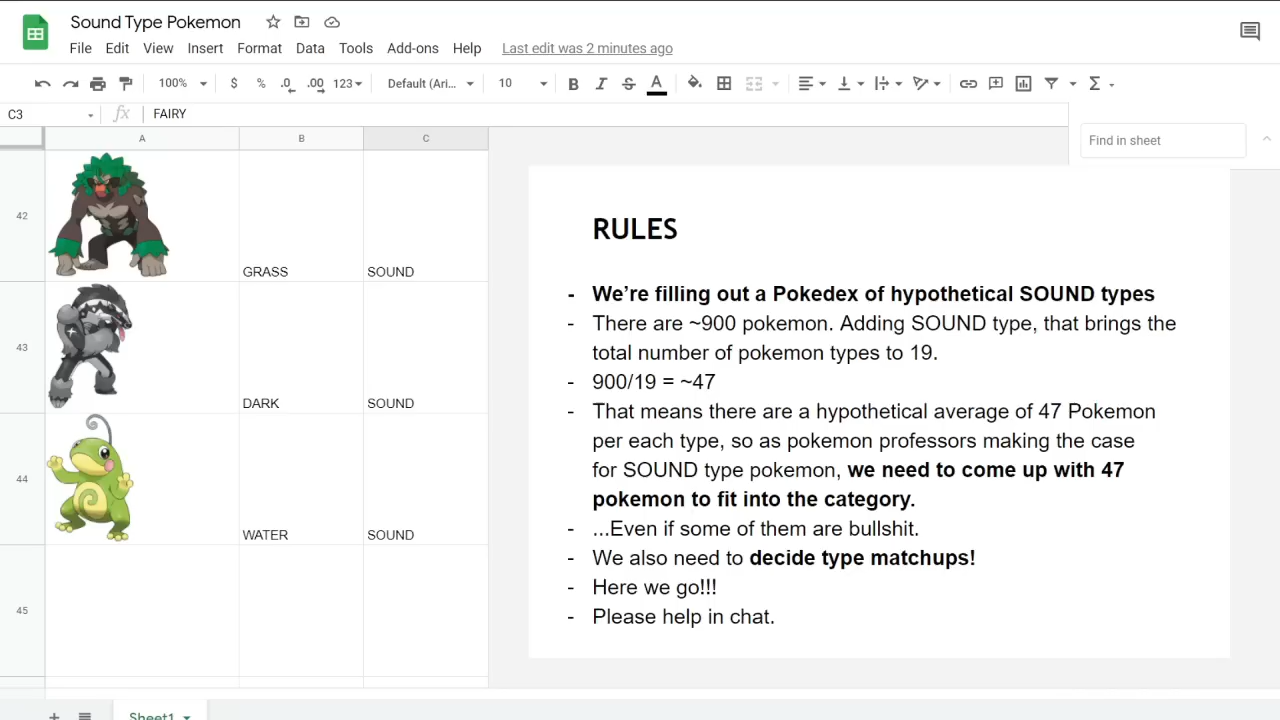 Sound Type Pokemon
File Edit View Insert Format Data Tools Add-ons Help Last edit was 2 minutes ago
100% $ % .0 .00 123 Default (Ari... 10 B I S A
C3 fx FAIRY
Find in sheet
A B C
42 GRASS SOUND
43 DARK SOUND
44 WATER SOUND
45
RULES
- We're filling out a Pokedex of hypothetical SOUND types
- There are ~900 pokemon. Adding SOUND type, that brings the
total number of pokemon types to 19.
- 900/19 = ~47
- That means there are a hypothetical average of 47 Pokemon
per each type, so as pokemon professors making the case
for SOUND type pokemon, we need to come up with 47
pokemon to fit into the category.
- ...Even if some of them are bullshit.
- We also need to decide type matchups!
- Here we go!!!
- Please help in chat.
Sheet1